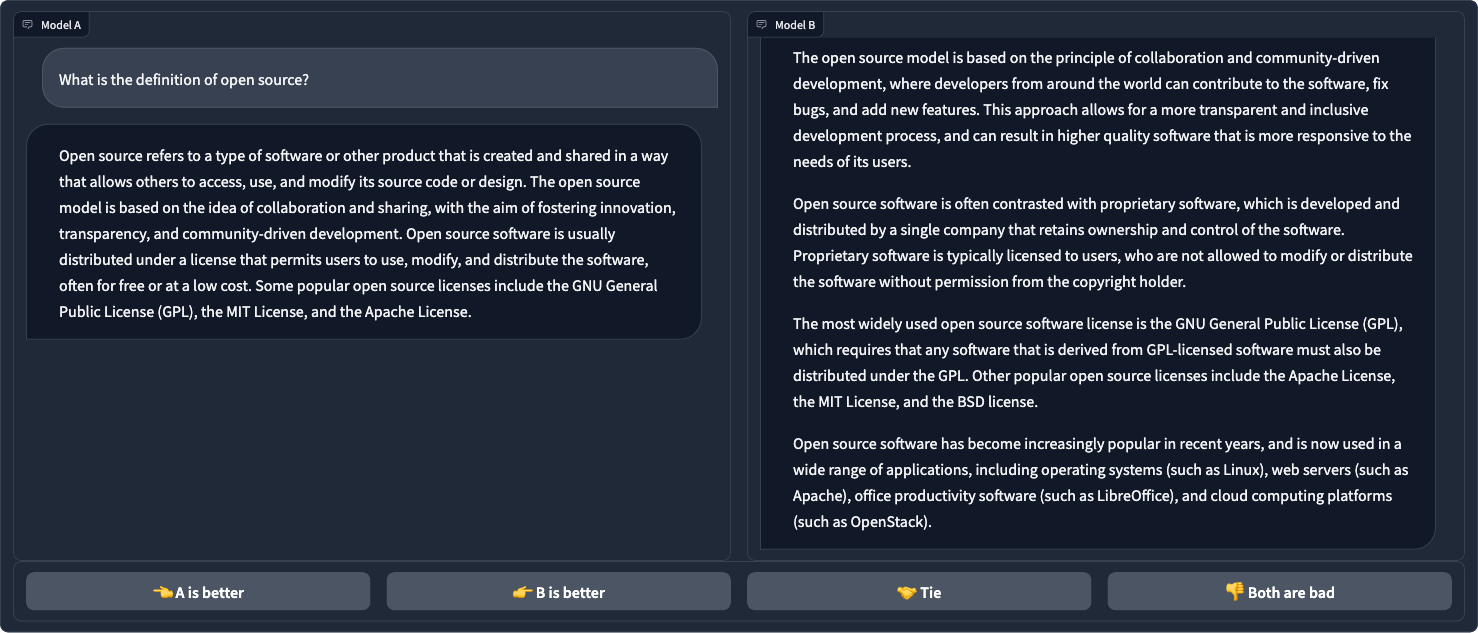 Model A
What is the definition of open source?
Open source refers to a type of software or other product that is created and shared in a way
that allows others to access, use, and modify its source code or design. The open source
model is based on the idea of collaboration and sharing, with the aim of fostering innovation,
transparency, and community-driven development. Open source software is usually
distributed under a license that permits users to use, modify, and distribute the software,
often for free or at a low cost. Some popular open source licenses include the GNU General
Public License (GPL), the MIT License, and the Apache License.
Model B
The open source model is based on the principle of collaboration and community-driven
development, where developers from around the world can contribute to the software, fix
bugs, and add new features. This approach allows for a more transparent and inclusive
development process, and can result in higher quality software that is more responsive to the
needs of its users.
Open source software is often contrasted with proprietary software, which is developed and
distributed by a single company that retains ownership and control of the software.
Proprietary software is typically licensed to users, who are not allowed to modify or distribute
the software without permission from the copyright holder.
The most widely used open source software license is the GNU General Public License (GPL),
which requires that any software that is derived from GPL-licensed software must also be
distributed under the GPL. Other popular open source licenses include the Apache License,
the MIT License, and the BSD license.
Open source software has become increasingly popular in recent years, and is now used in a
wide range of applications, including operating systems (such as Linux), web servers (such as
Apache), office productivity software (such as LibreOffice), and cloud computing platforms
(such as OpenStack).
👈 A is better
👉 B is better
🤝 Tie
👎 Both are bad